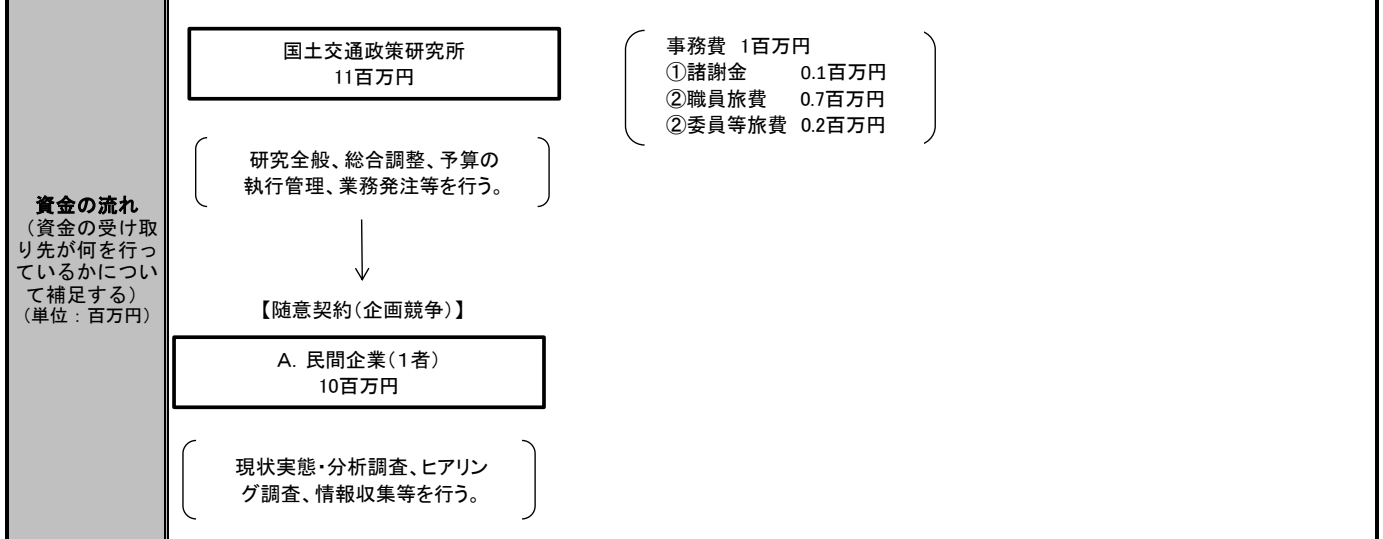 資金の流れ
（資金の受け取
り先が何を行っ
ているかについ
て補足する）
（単位：百万円）
国土交通政策研究所
11百万円
事務費 1百万円
①諸謝金 0.1百万円
②職員旅費 0.7百万円
②委員等旅費 0.2百万円
研究全般、総合調整、予算の
執行管理、業務発注等を行う。
【随意契約（企画競争）】
A. 民間企業（１者）
10百万円
現状実態・分析調査、ヒアリン
グ調査、情報収集等を行う。